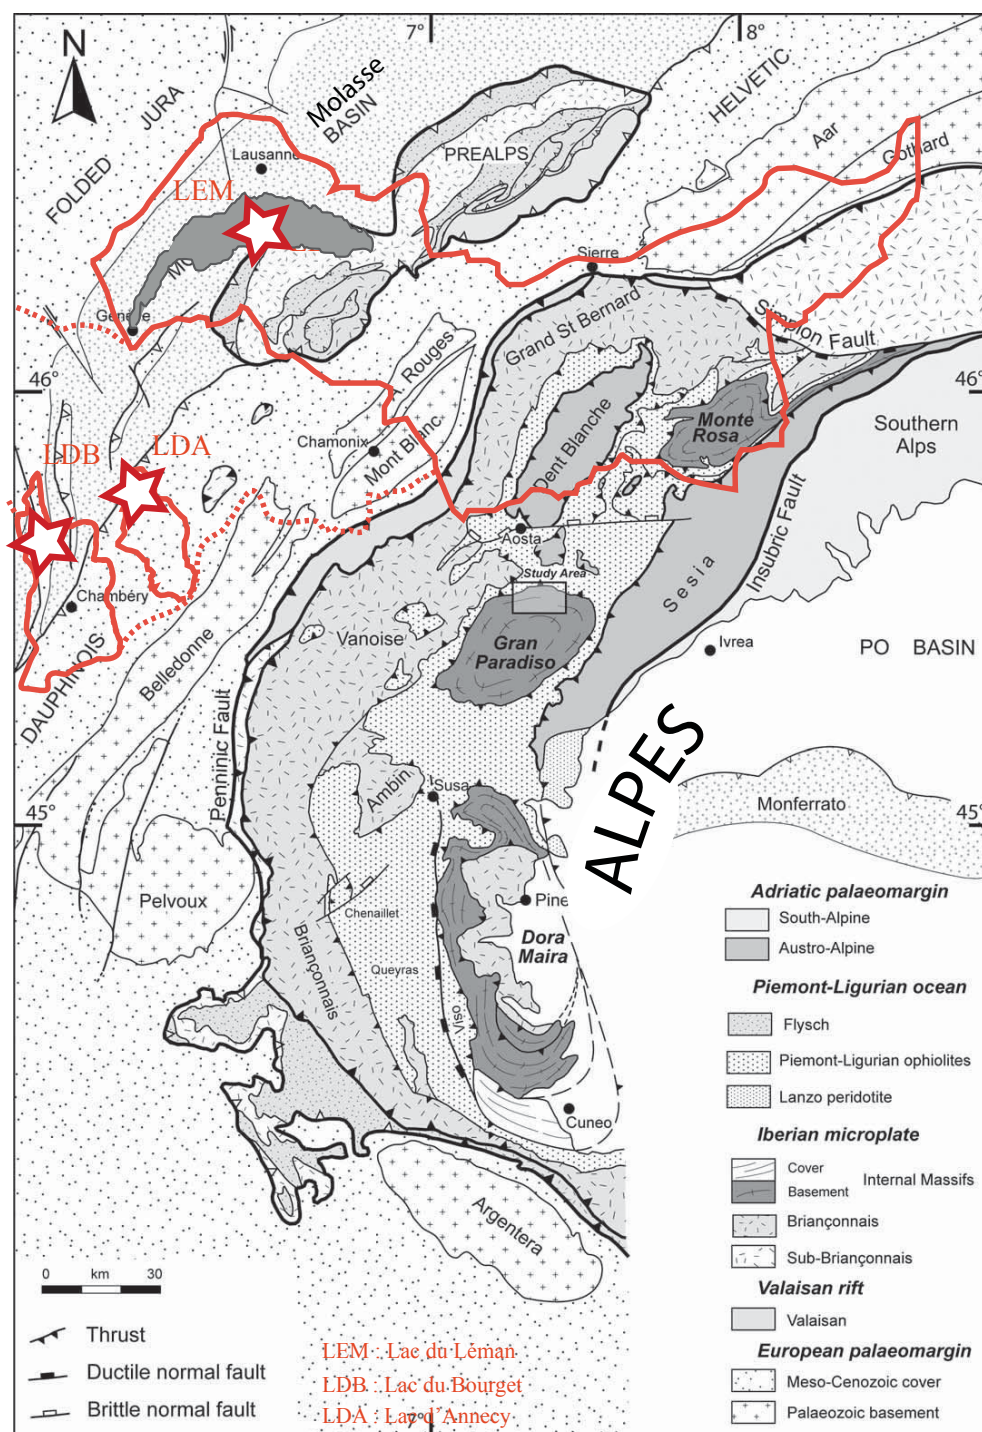 7°
8°
N
JURA
FOLDED
Molasse
BASIN
HELVETIC
PREALPS
Aar
Gothard
Lausanne
LEM
Genève
Sierre
Simplon Fault
Grand St Bernard
46°
46°
A. Rouges
Chamonix
Mont Blanc
Dent Blanche
Monte
Rosa
Southern
Alps
LDB
LDA
Aosta
Study Area
Insubric Fault
Sesia
Chambéry
DAUPHINOIS
Belledonne
Vanoise
Gran
Paradiso
Ivrea
PO BASIN
Penninic Fault
ALPES
Ambin
Susa
Monferrato
45°
45°
Pelvoux
Chenaillet
Pine
Dora
Maira
Briançonnais
Queyras
Viso
Cuneo
Argentera
Adriatic palaeomargin
South-Alpine
Austro-Alpine
Piemont-Ligurian ocean
Flysch
Piemont-Ligurian ophiolites
Lanzo peridotite
Iberian microplate
Cover
Basement
Internal Massifs
Briançonnais
Sub-Briançonnais
Valaisan rift
Valaisan
European palaeomargin
Meso-Cenozoic cover
Palaeozoic basement
0 km 30
Thrust
Ductile normal fault
Brittle normal fault
LEM : Lac du Léman
LDB : Lac du Bourget
LDA : Lac d'Annecy
7°